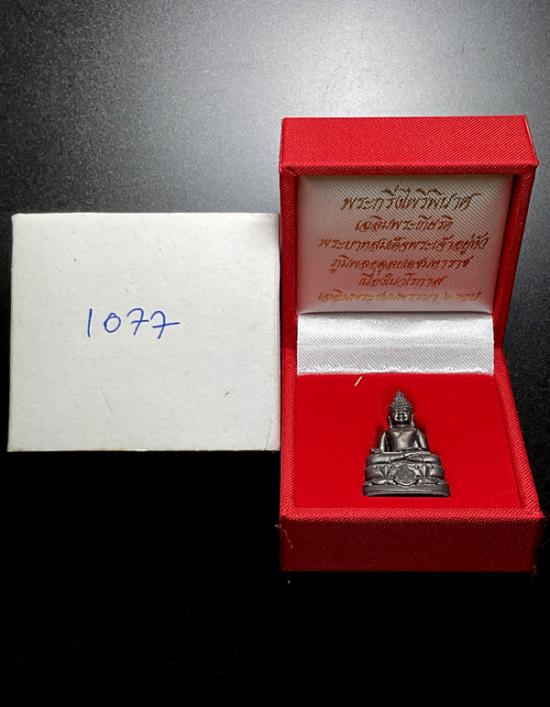 1077
พระกริ่งไพรีพินาศ
เฉลิมพระเกียรติ
พระบาทสมเด็จพระเจ้าอยู่หัว
ภูมิพลอดุลยเดชมหาราช
เนื่องในวโรกาส
เฉลิมพระชนมพรรษา ๖ รอบ